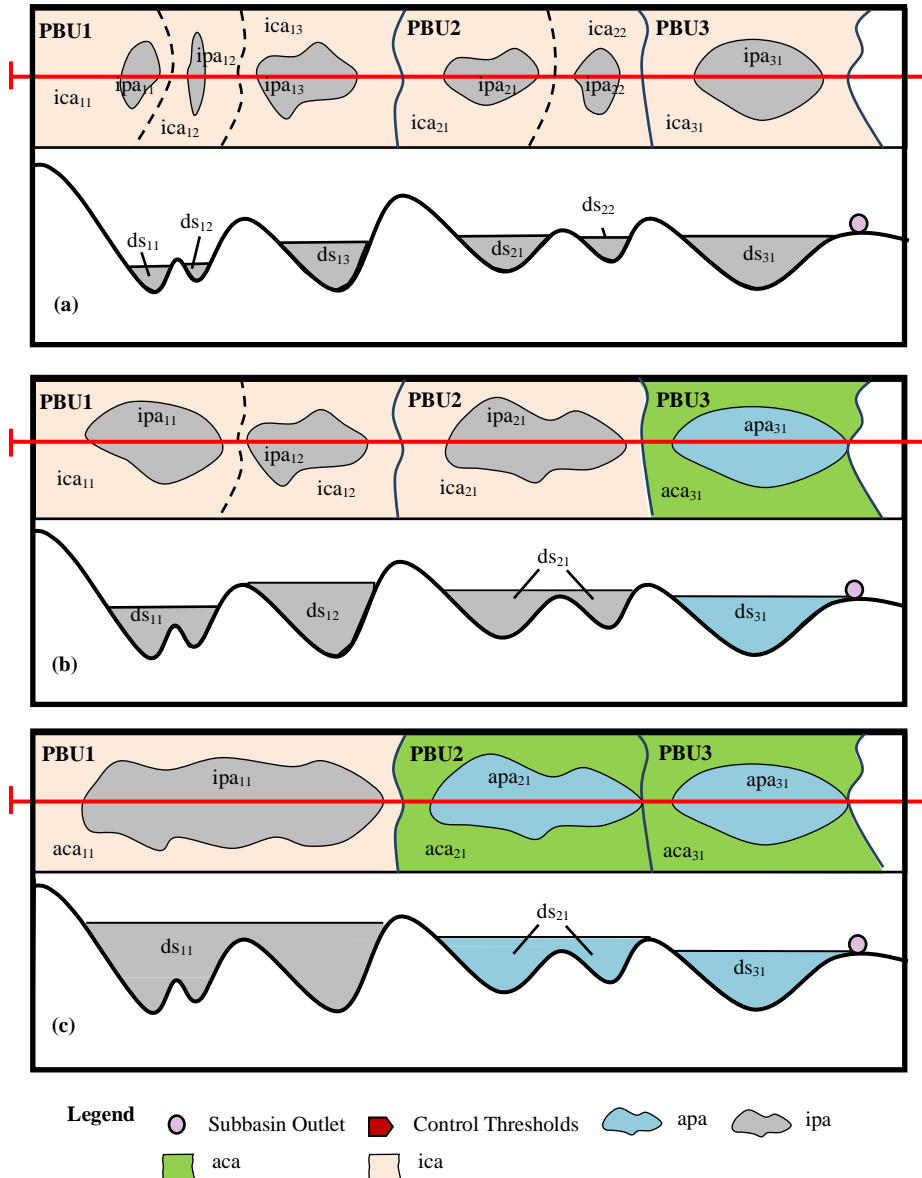 PBU1 ica₁₃ PBU2 ica₂₂ PBU3
ipa₁₂ ipa₃₁
ipa₁₁ ipa₁₃ ipa₂₁ ipa₂₂
ica₁₁ ica₁₂ ica₂₁ ica₃₁
ds₁₁ ds₁₂ ds₁₃ ds₂₁ ds₂₂ ds₃₁
(a)
PBU1 PBU2 PBU3
ipa₁₁ ipa₁₂ ipa₂₁ apa₃₁
ica₁₁ ica₁₂ ica₂₁ aca₃₁
ds₁₁ ds₁₂ ds₂₁ ds₃₁
(b)
PBU1 PBU2 PBU3
ipa₁₁ apa₂₁ apa₃₁
aca₁₁ aca₂₁ aca₃₁
ds₁₁ ds₂₁ ds₃₁
(c)
Legend Subbasin Outlet Control Thresholds apa ipa
aca ica